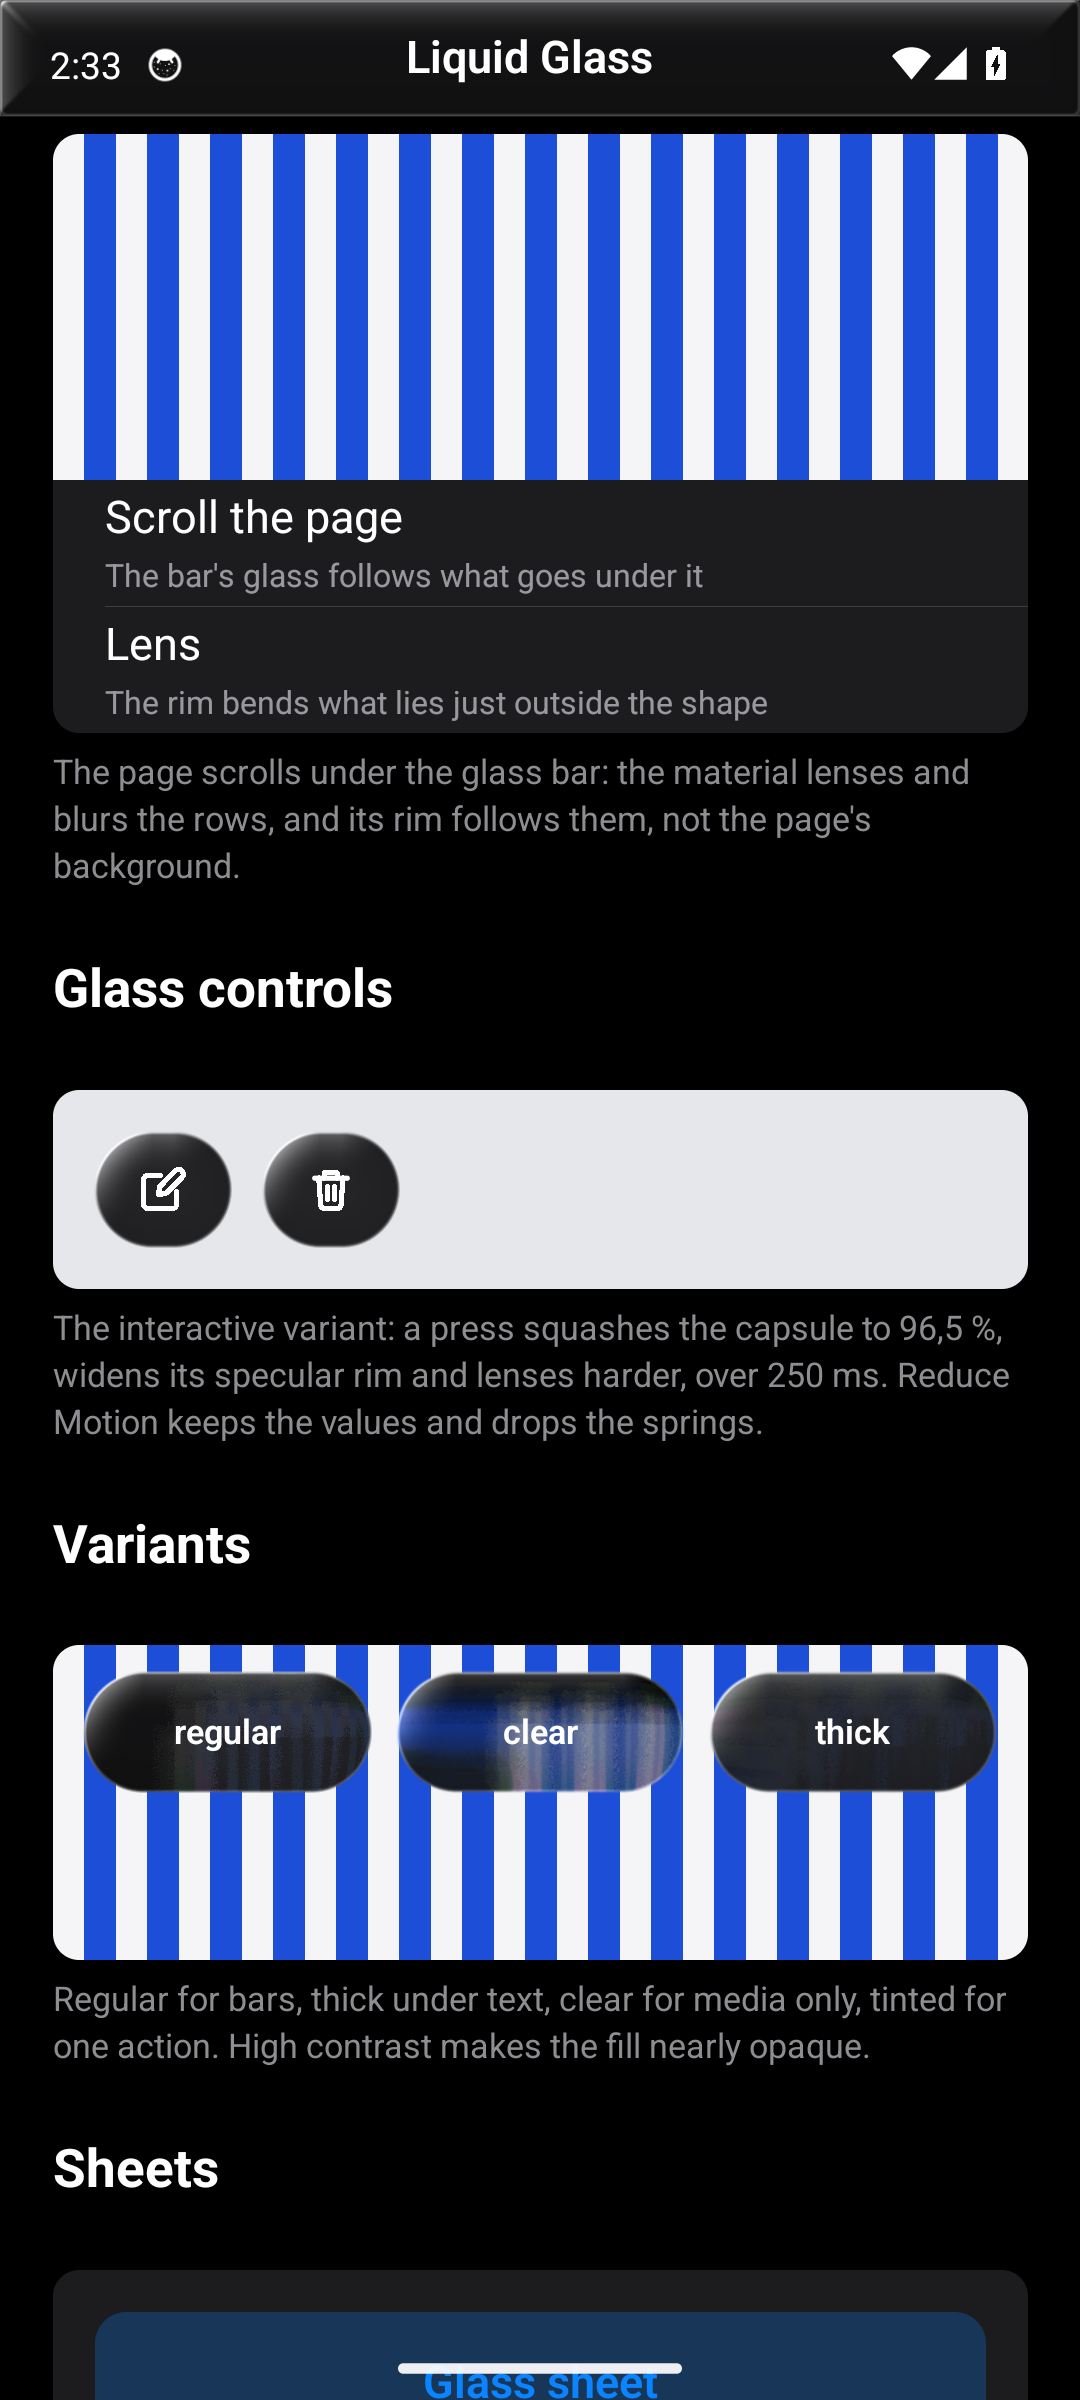 2:33
Liquid Glass
Scroll the page
The bar's glass follows what goes under it
Lens
The rim bends what lies just outside the shape
The page scrolls under the glass bar: the material lenses and
blurs the rows, and its rim follows them, not the page's
background.
Glass controls
The interactive variant: a press squashes the capsule to 96,5 %,
widens its specular rim and lenses harder, over 250 ms. Reduce
Motion keeps the values and drops the springs.
Variants
regular
clear
thick
Regular for bars, thick under text, clear for media only, tinted for
one action. High contrast makes the fill nearly opaque.
Sheets
Glass sheet